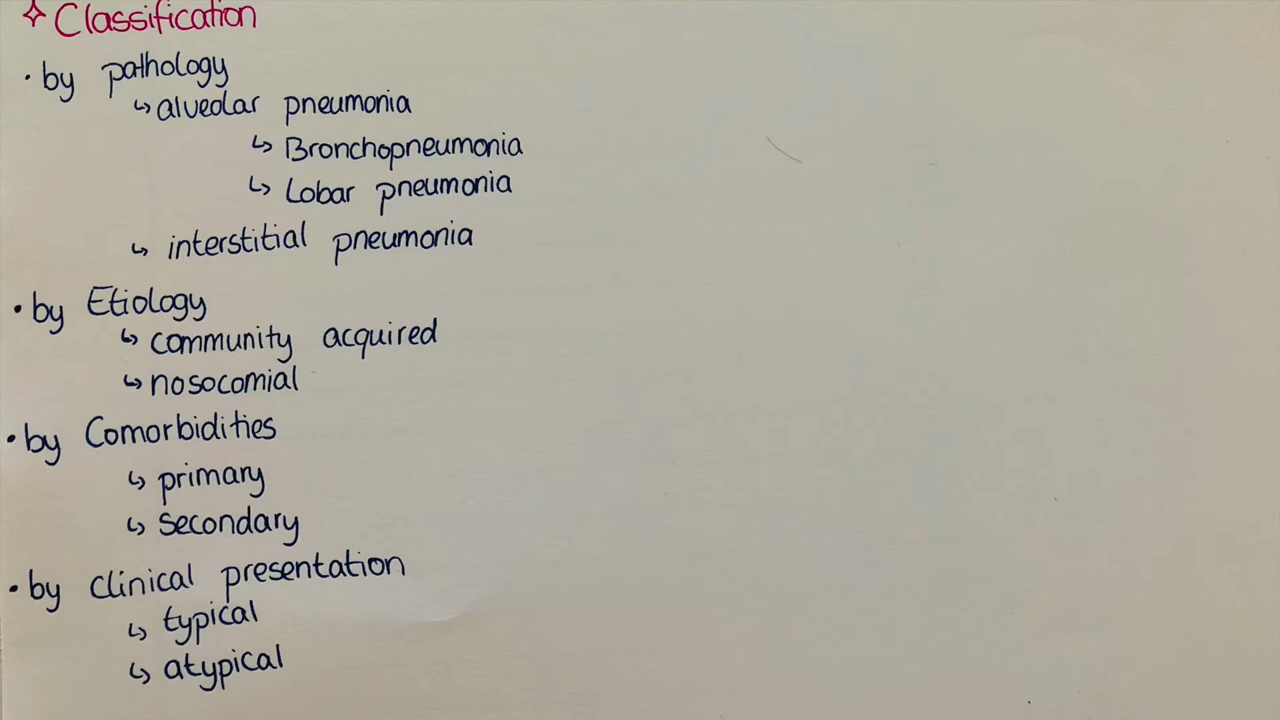 ✧ Classification
· by pathology
↳ alveolar pneumonia
↳ Bronchopneumonia
↳ Lobar pneumonia
↳ interstitial pneumonia
· by Etiology
↳ community acquired
↳ nosocomial
· by Comorbidities
↳ primary
↳ secondary
· by clinical presentation
↳ typical
↳ atypical